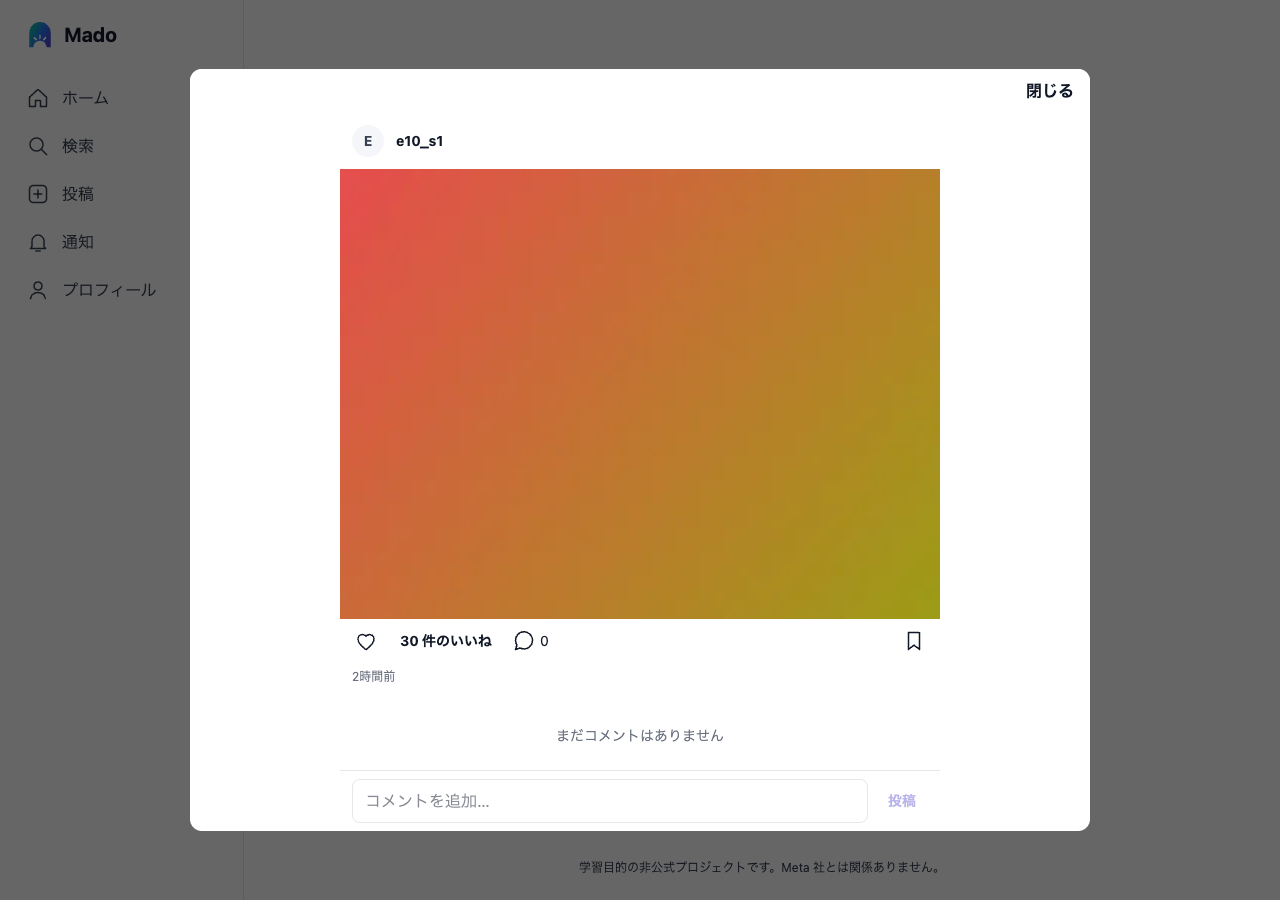 Mado
ホーム
検索
投稿
通知
プロフィール
閉じる
E
e10_s1
30 件のいいね
0
2時間前
まだコメントはありません
コメントを追加...
投稿
学習目的の非公式プロジェクトです。Meta 社とは関係ありません。